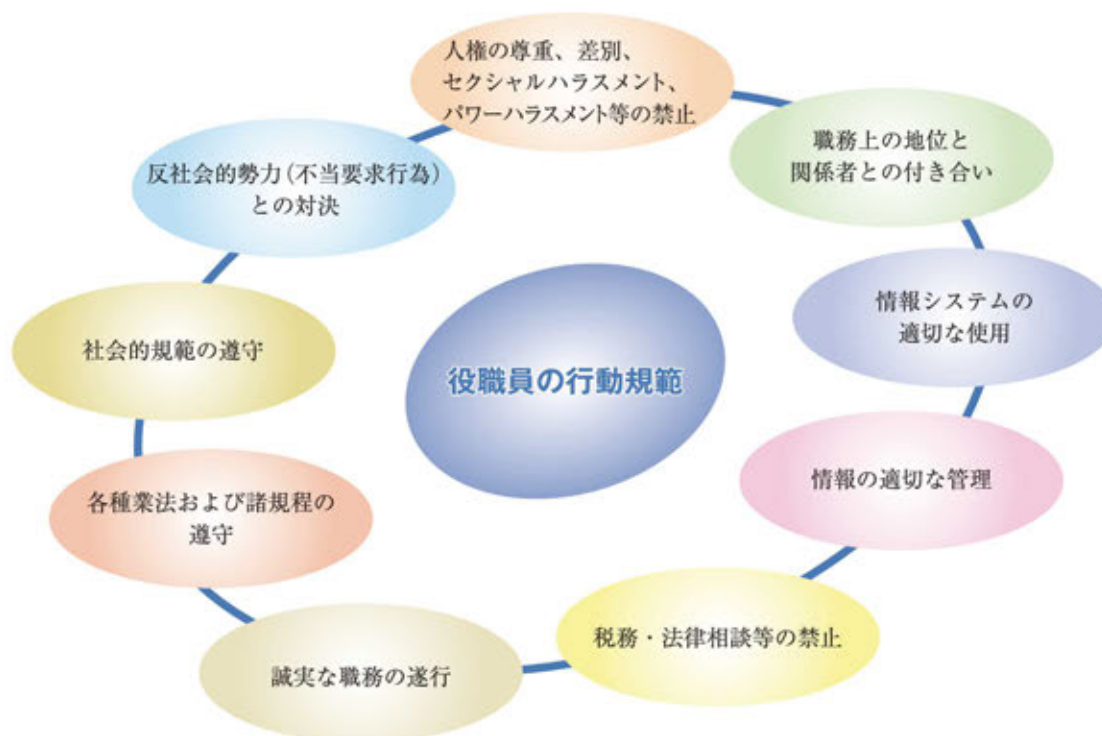 人権の尊重、差別、
セクシャルハラスメント、
パワーハラスメント等の禁止
職務上の地位と
関係者との付き合い
情報システムの
適切な使用
情報の適切な管理
税務・法律相談等の禁止
誠実な職務の遂行
各種業法および諸規程の
遵守
社会的規範の遵守
反社会的勢力(不当要求行為)
との対決
役職員の行動規範